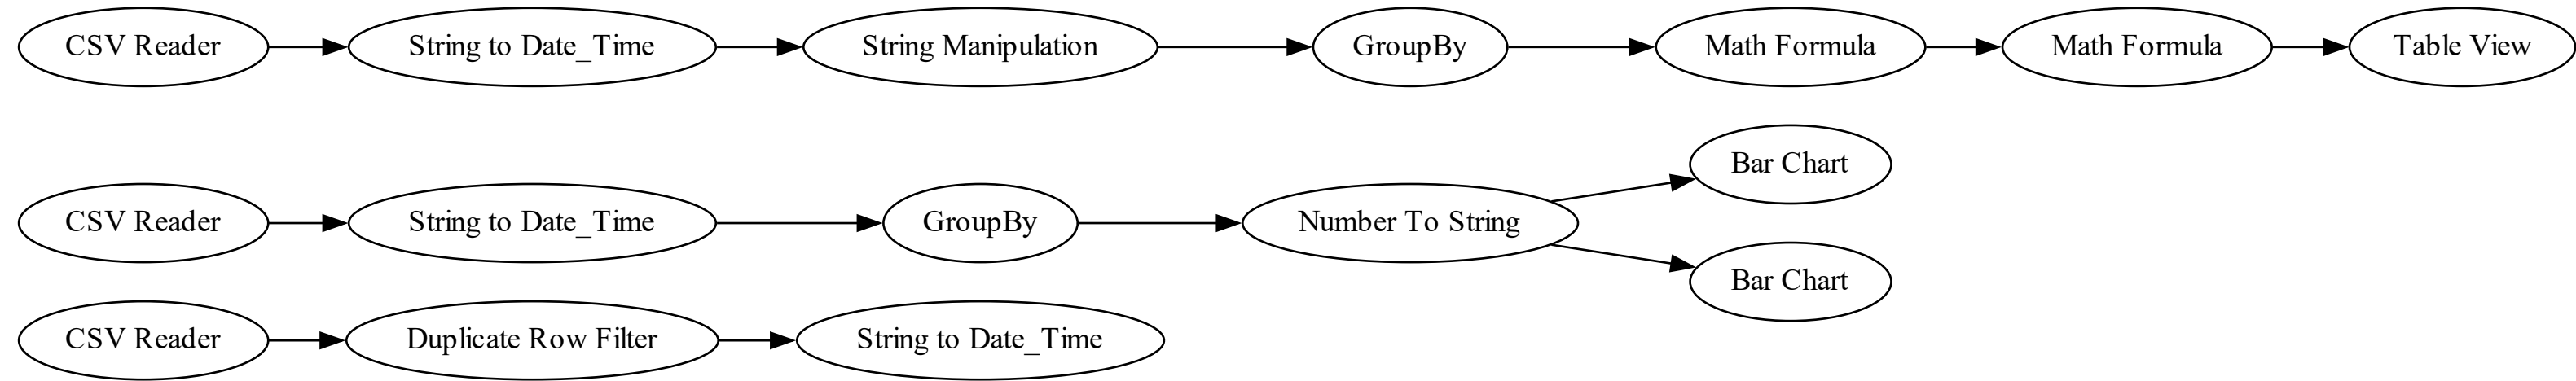 CSV Reader
String to Date_Time
String Manipulation
GroupBy
Math Formula
Math Formula
Table View
CSV Reader
String to Date_Time
GroupBy
Number To String
Bar Chart
Bar Chart
CSV Reader
Duplicate Row Filter
String to Date_Time